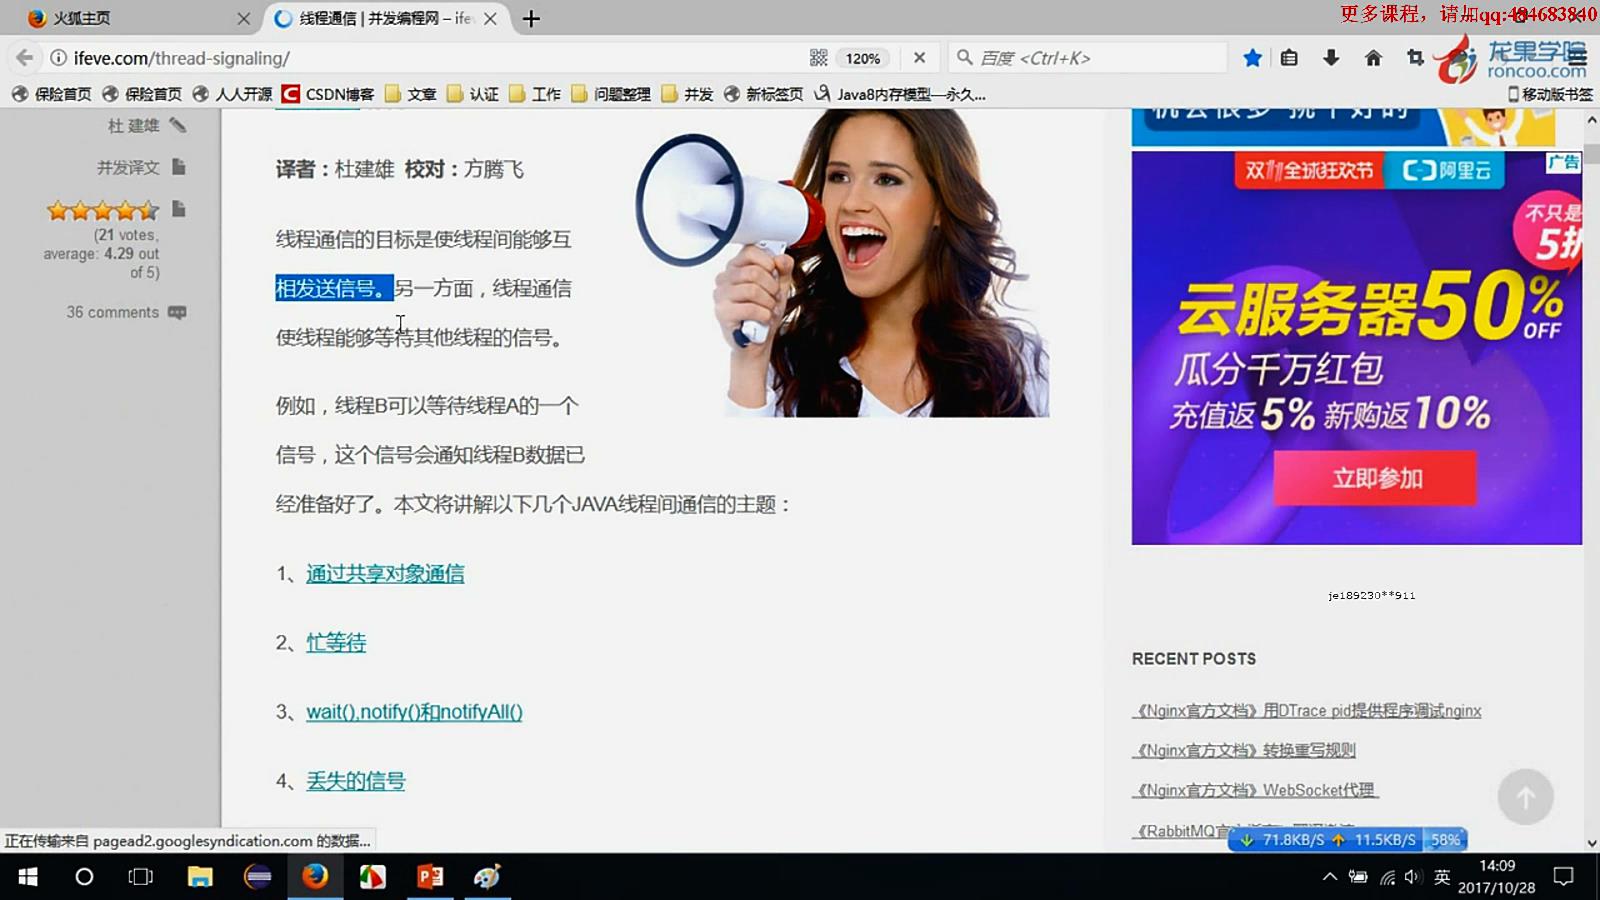 火狐主页
线程通信 | 并发编程网 – ife
更多课程，请加qq:484683840
ifeve.com/thread-signaling/
120%
百度 <Ctrl+K>
龙果学院
roncoo.com
保险首页
保险首页
人人开源
CSDN博客
文章
认证
工作
问题整理
并发
新标签页
Java8内存模型—永久...
移动版书签
杜 建雄
并发译文
(21 votes,
average: 4.29 out
of 5)
36 comments
译者：杜建雄 校对：方腾飞
线程通信的目标是使线程间能够互
相发送信号。另一方面，线程通信
使线程能够等待其他线程的信号。
例如，线程B可以等待线程A的一个
信号，这个信号会通知线程B数据已
经准备好了。本文将讲解以下几个JAVA线程间通信的主题：
1、通过共享对象通信
2、忙等待
3、wait(),notify()和notifyAll()
4、丢失的信号
广告
双11全球狂欢节
阿里云
不只是
5折
云服务器50%
OFF
瓜分千万红包
充值返5% 新购返10%
立即参加
je189230**911
RECENT POSTS
《Nginx官方文档》用DTrace pid提供程序调试nginx
《Nginx官方文档》转换重写规则
《Nginx官方文档》WebSocket代理
《RabbitMQ官
71.8KB/S
11.5KB/S
58%
正在传输来自 pagead2.googlesyndication.com 的数据...
英
14:09
2017/10/28